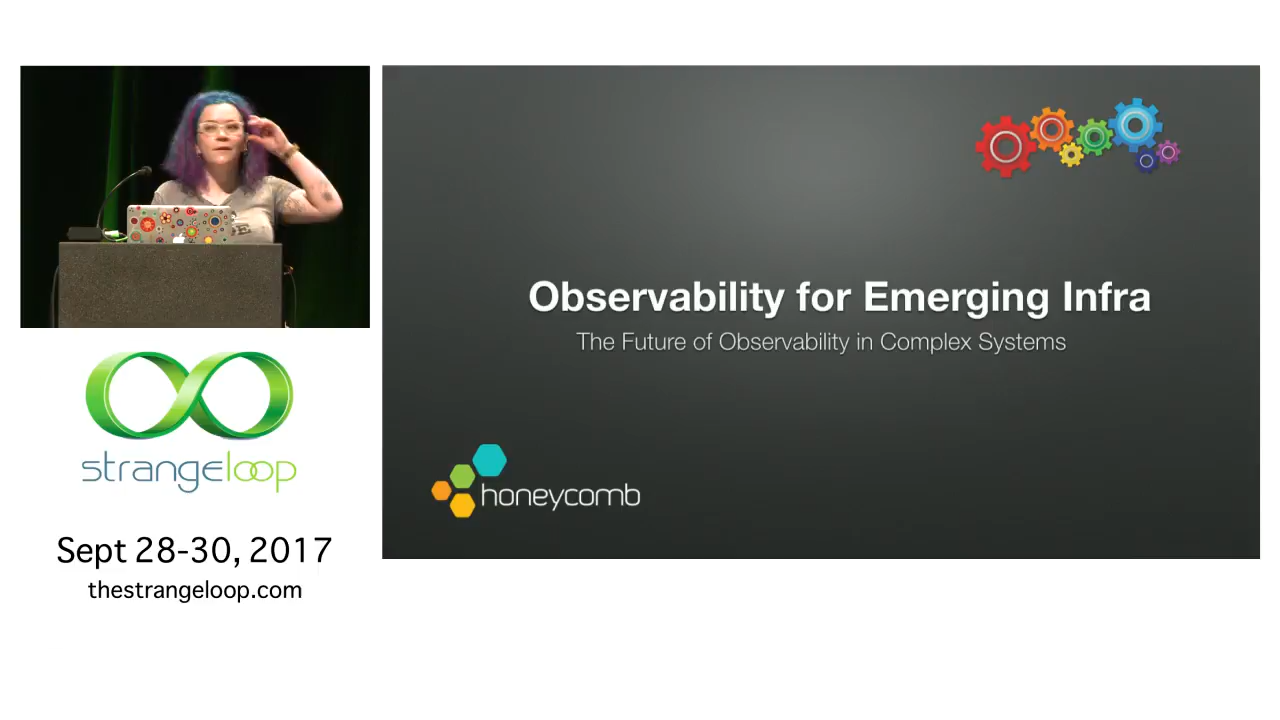 Observability for Emerging Infra
The Future of Observability in Complex Systems
honeycomb
strangeloop
Sept 28-30, 2017
thestrangeloop.com